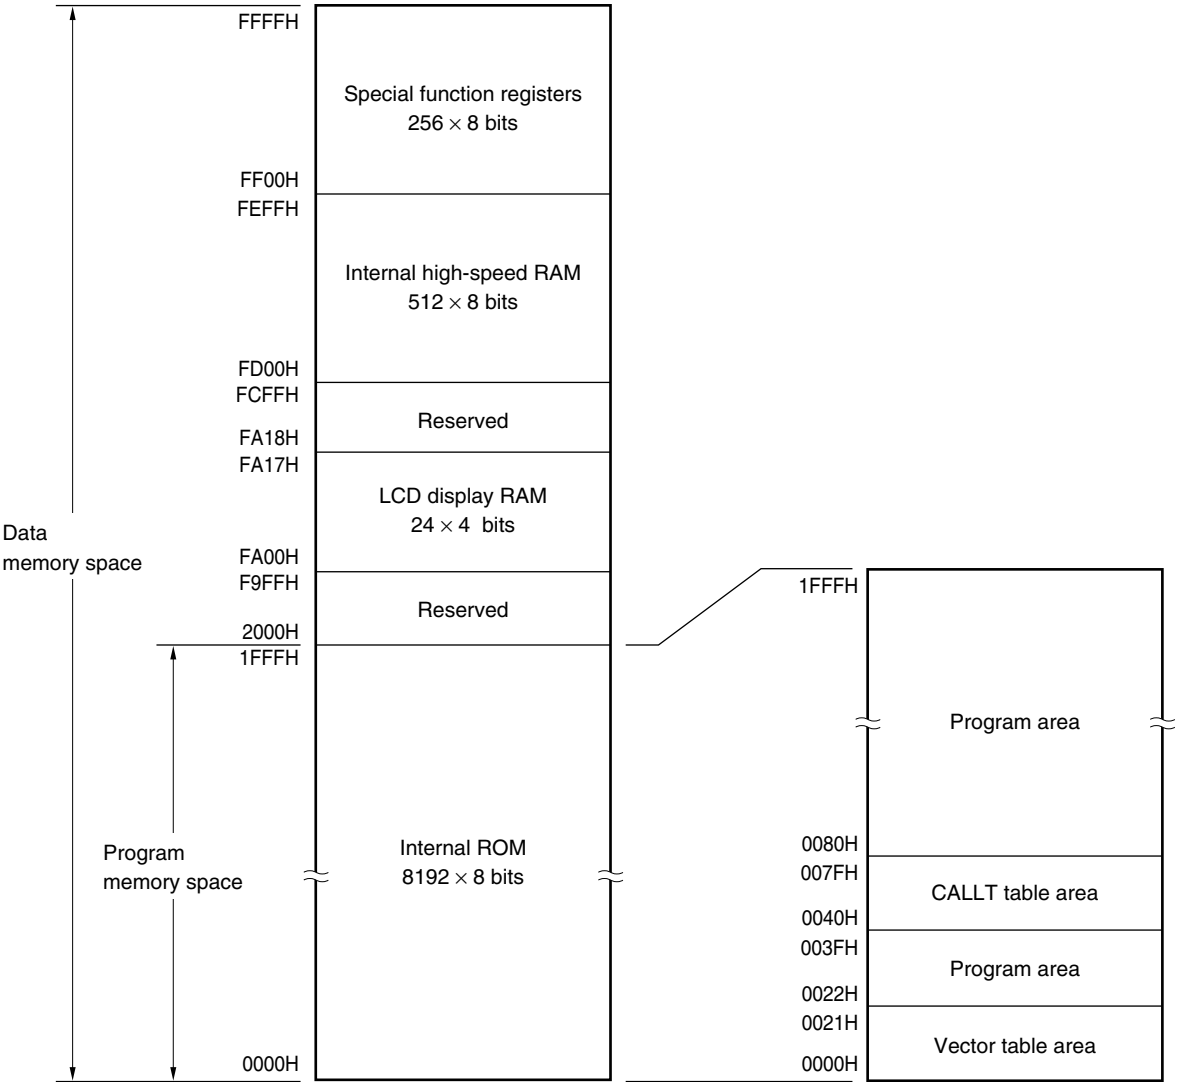 FFFFH
Special function registers
256 × 8 bits
FF00H
FEFFH
Internal high-speed RAM
512 × 8 bits
FD00H
FCFFH
Reserved
FA18H
FA17H
LCD display RAM
24 × 4 bits
Data
memory space
FA00H
F9FFH
Reserved
2000H
1FFFH
Program
memory space
Internal ROM
8192 × 8 bits
0000H
1FFFH
Program area
0080H
007FH
CALLT table area
0040H
003FH
Program area
0022H
0021H
Vector table area
0000H